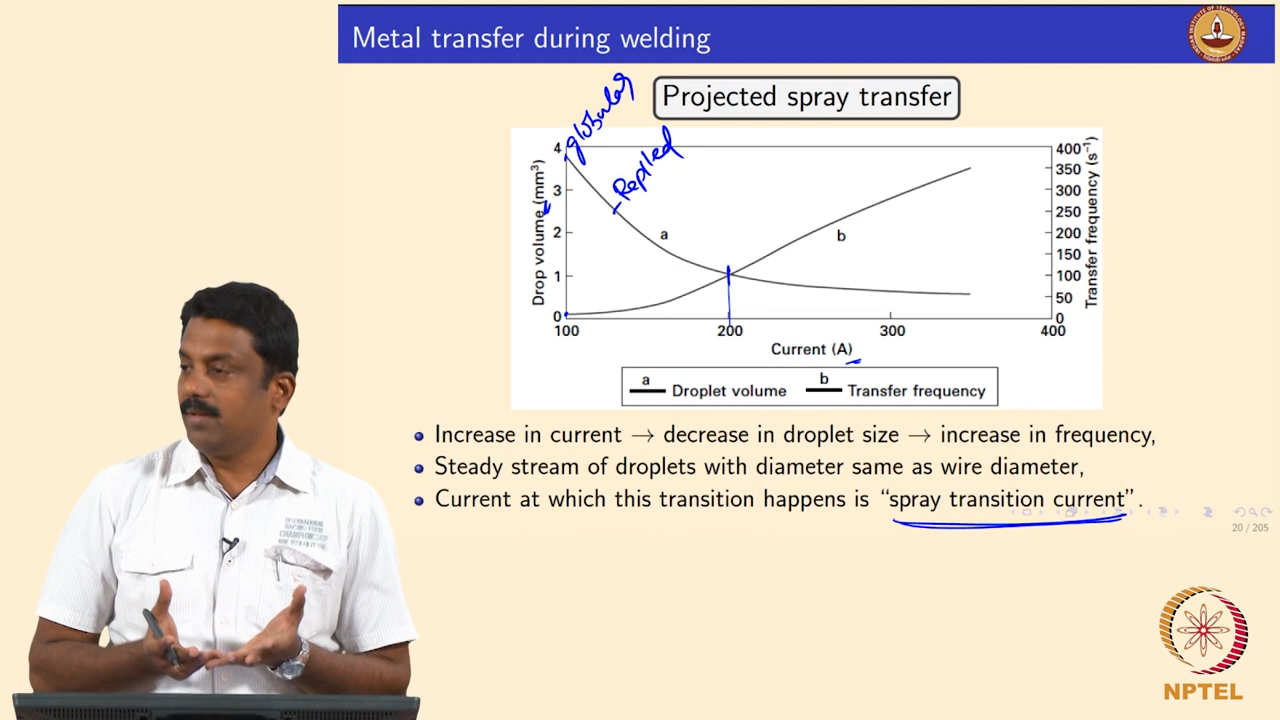 Metal transfer during welding
Projected spray transfer
globular
Replled
4
3
2
1
0
Drop volume (mm³)
400
350
300
250
200
150
100
50
0
Transfer frequency (s⁻¹)
a
b
100
200
300
400
Current (A)
a
Droplet volume
b
Transfer frequency
Increase in current → decrease in droplet size → increase in frequency,
Steady stream of droplets with diameter same as wire diameter,
Current at which this transition happens is “spray transition current”.
20 / 205
NPTEL